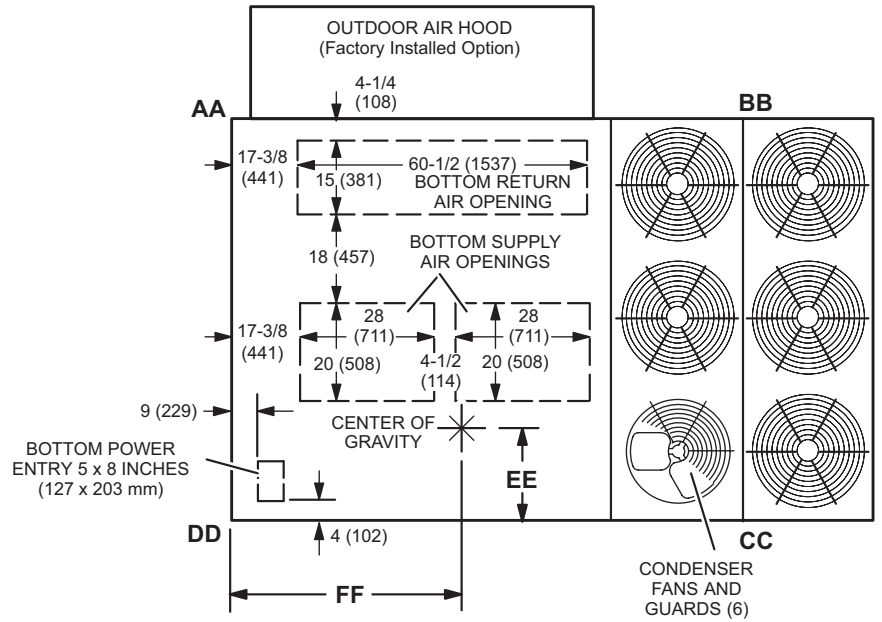 OUTDOOR AIR HOOD
(Factory Installed Option)
4-1/4
(108)
AA
BB
17-3/8
(441)
60-1/2 (1537)
15 (381)
BOTTOM RETURN
AIR OPENING
18 (457)
BOTTOM SUPPLY
AIR OPENINGS
17-3/8
(441)
28
(711)
20 (508)
4-1/2
(114)
28
(711)
20 (508)
9 (229)
CENTER OF
GRAVITY
BOTTOM POWER
ENTRY 5 x 8 INCHES
(127 x 203 mm)
EE
DD
4 (102)
CC
FF
CONDENSER
FANS AND
GUARDS (6)